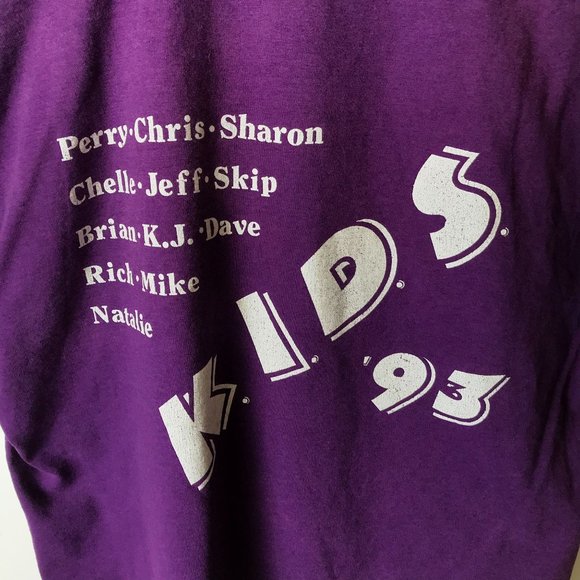 Perry·Chris·Sharon
Chelle·Jeff·Skip
Brian·K.J.·Dave
Rich·Mike
Natalie
K.I.D.S.
'93